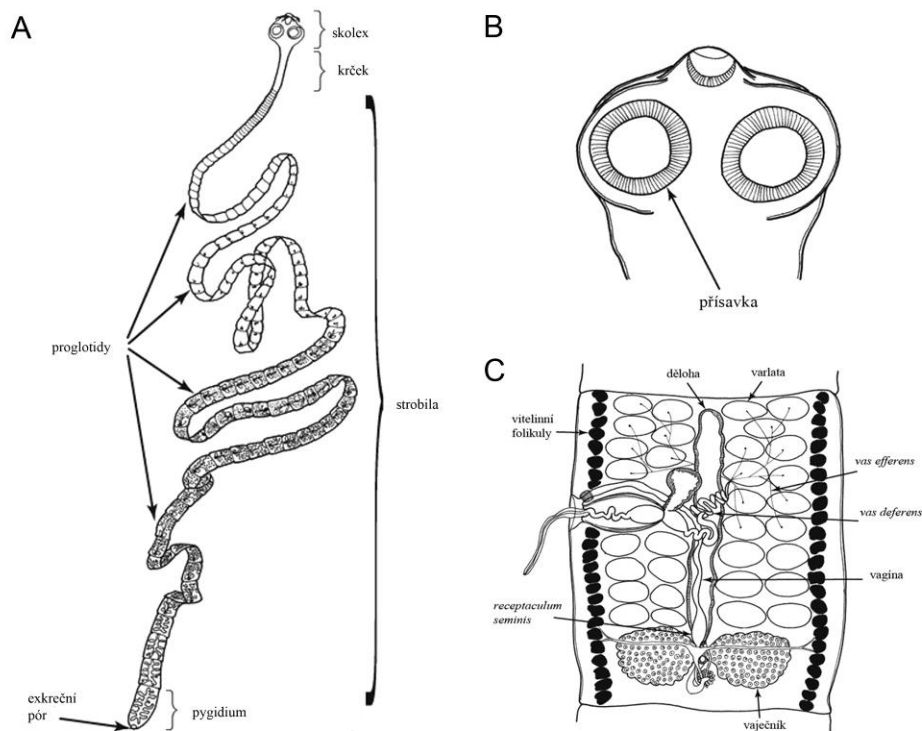 A
skolex
krček
proglotidy
strobila
exkreční
pór
pygidium
B
přísavka
C
děloha
varlata
vitelinní
folikuly
vas efferens
vas deferens
vagína
receptaculum
seminis
vaječník